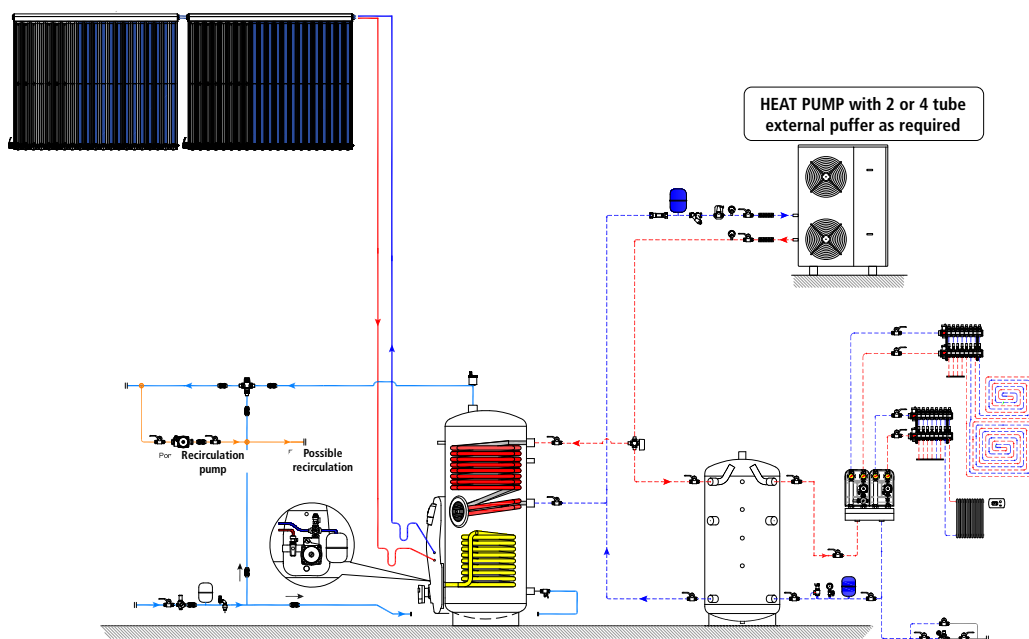 HEAT PUMP with 2 or 4 tube
external puffer as required
Recirculation
pump
Possible
recirculation